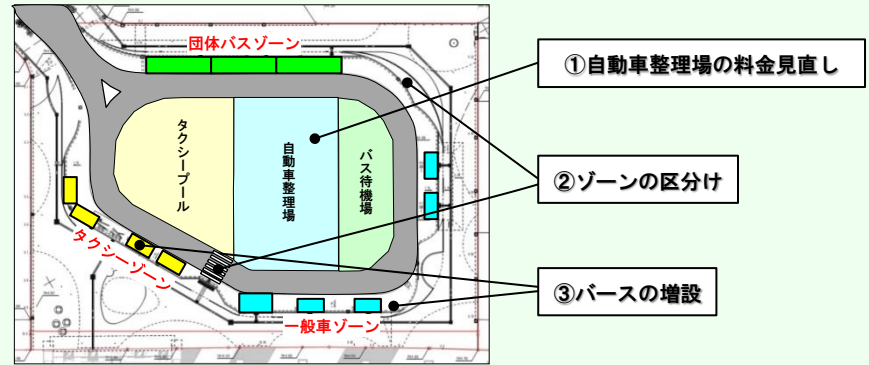 団体バスゾーン
①自動車整理場の料金見直し
タクシープール
自動車整理場
バス待機場
②ゾーンの区分け
タクシーゾーン
③バースの増設
一般車ゾーン